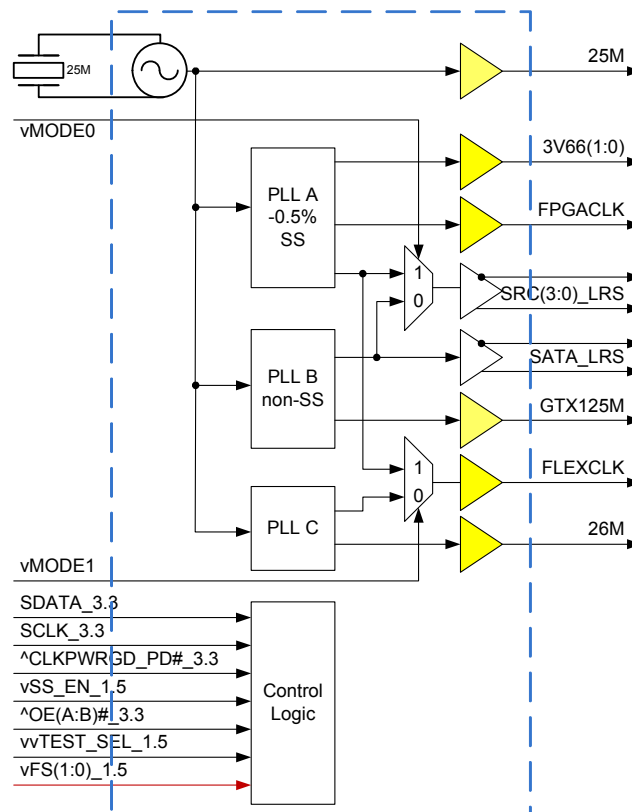 25M
25M
vMODE0
3V66(1:0)
PLL A
-0.5%
SS
FPGACLK
1
0
SRC(3:0)_LRS
PLL B
non-SS
SATA_LRS
GTX125M
1
0
FLEXCLK
PLL C
26M
vMODE1
SDATA_3.3
SCLK_3.3
^CLKPWRGD_PD#_3.3
vSS_EN_1.5
^OE(A:B)#_3.3
vvTEST_SEL_1.5
vFS(1:0)_1.5
Control
Logic